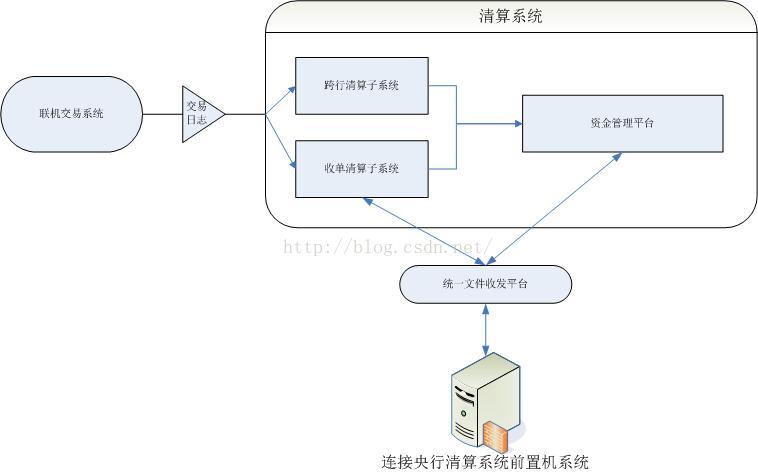 清算系统
跨行清算子系统
联机交易系统
交易
日志
资金管理平台
收单清算子系统
http://blog.csdn.net/
统一文件收发平台
连接央行清算系统前置机系统